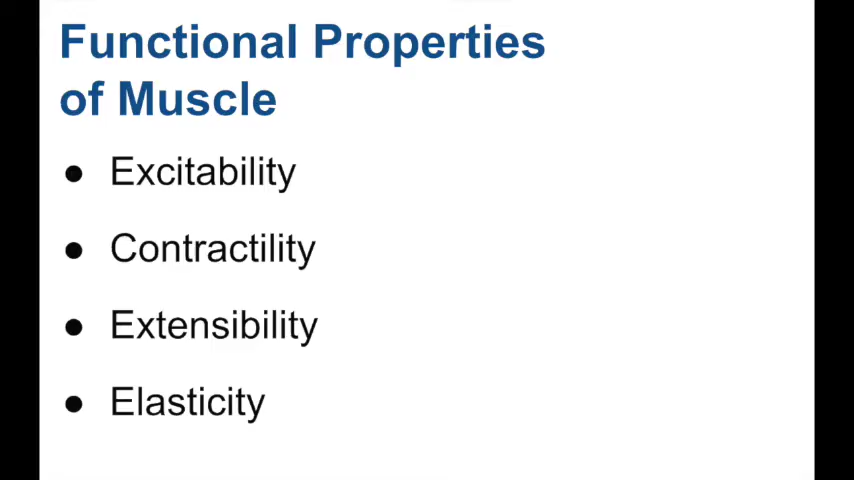 Functional Properties
of Muscle
● Excitability
● Contractility
● Extensibility
● Elasticity